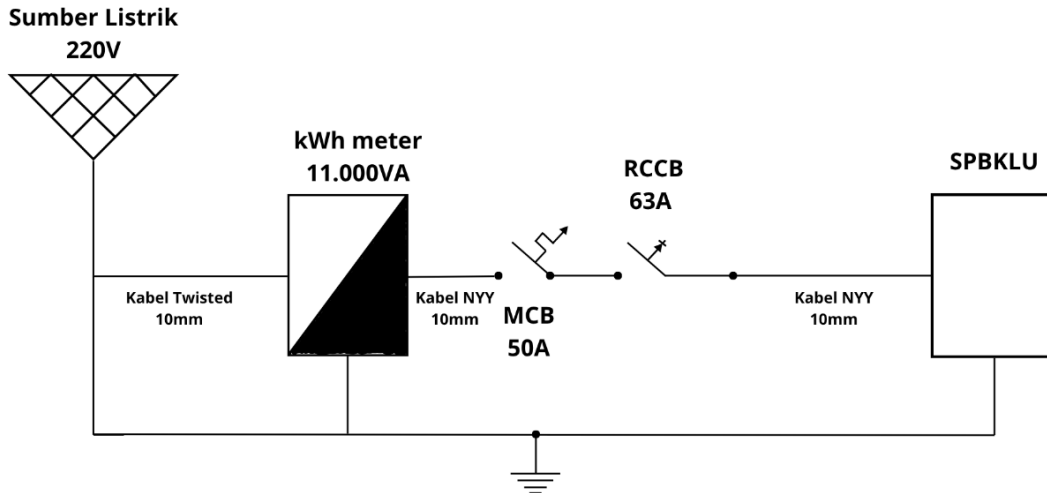 Sumber Listrik
220V
kWh meter
11.000VA
RCCB
63A
SPBKLU
Kabel Twisted
10mm
Kabel NYY
10mm
MCB
50A
Kabel NYY
10mm